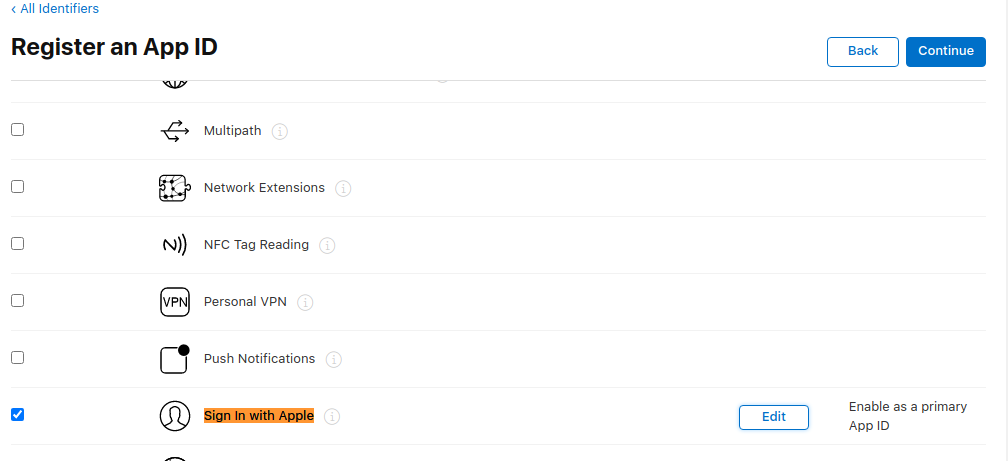 ‹ All Identifiers
Register an App ID
Back
Continue
Multipath
Network Extensions
NFC Tag Reading
VPN
Personal VPN
Push Notifications
Sign In with Apple
Edit
Enable as a primary
App ID